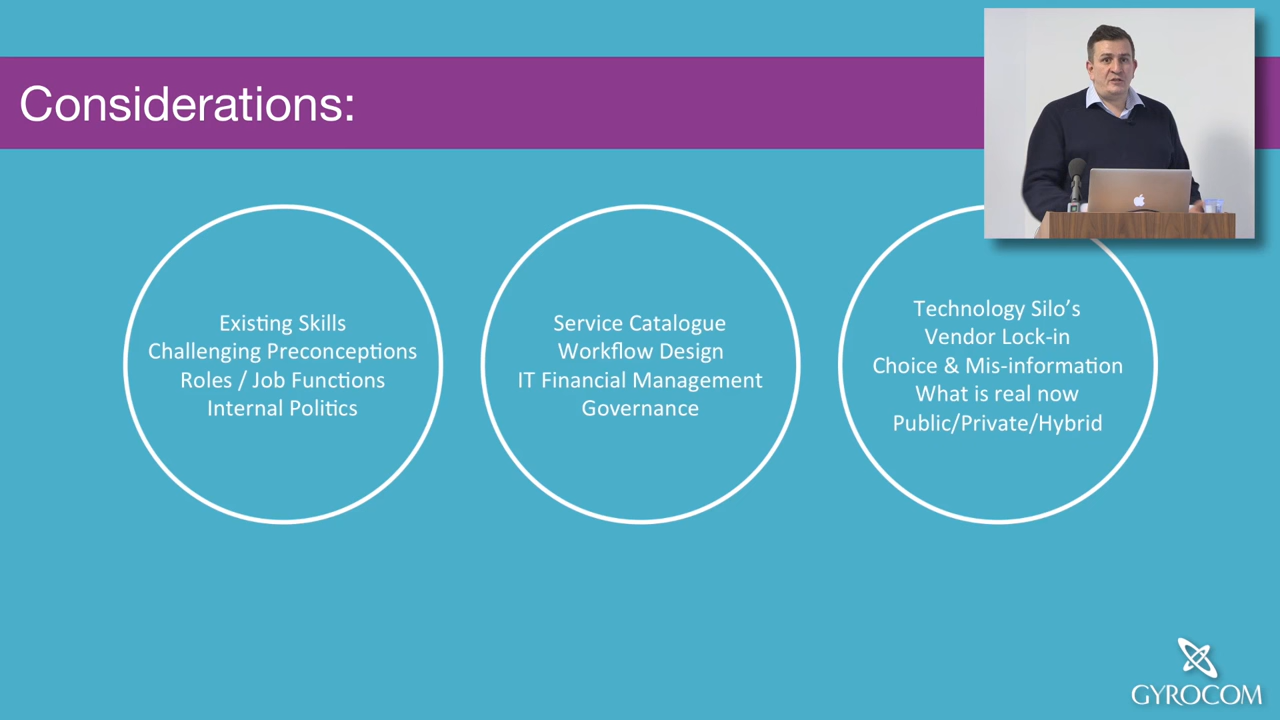 Considerations:
Existing Skills
Challenging Preconceptions
Roles / Job Functions
Internal Politics
Service Catalogue
Workflow Design
IT Financial Management
Governance
Technology Silo's
Vendor Lock-in
Choice & Mis-information
What is real now
Public/Private/Hybrid
GYROCOM